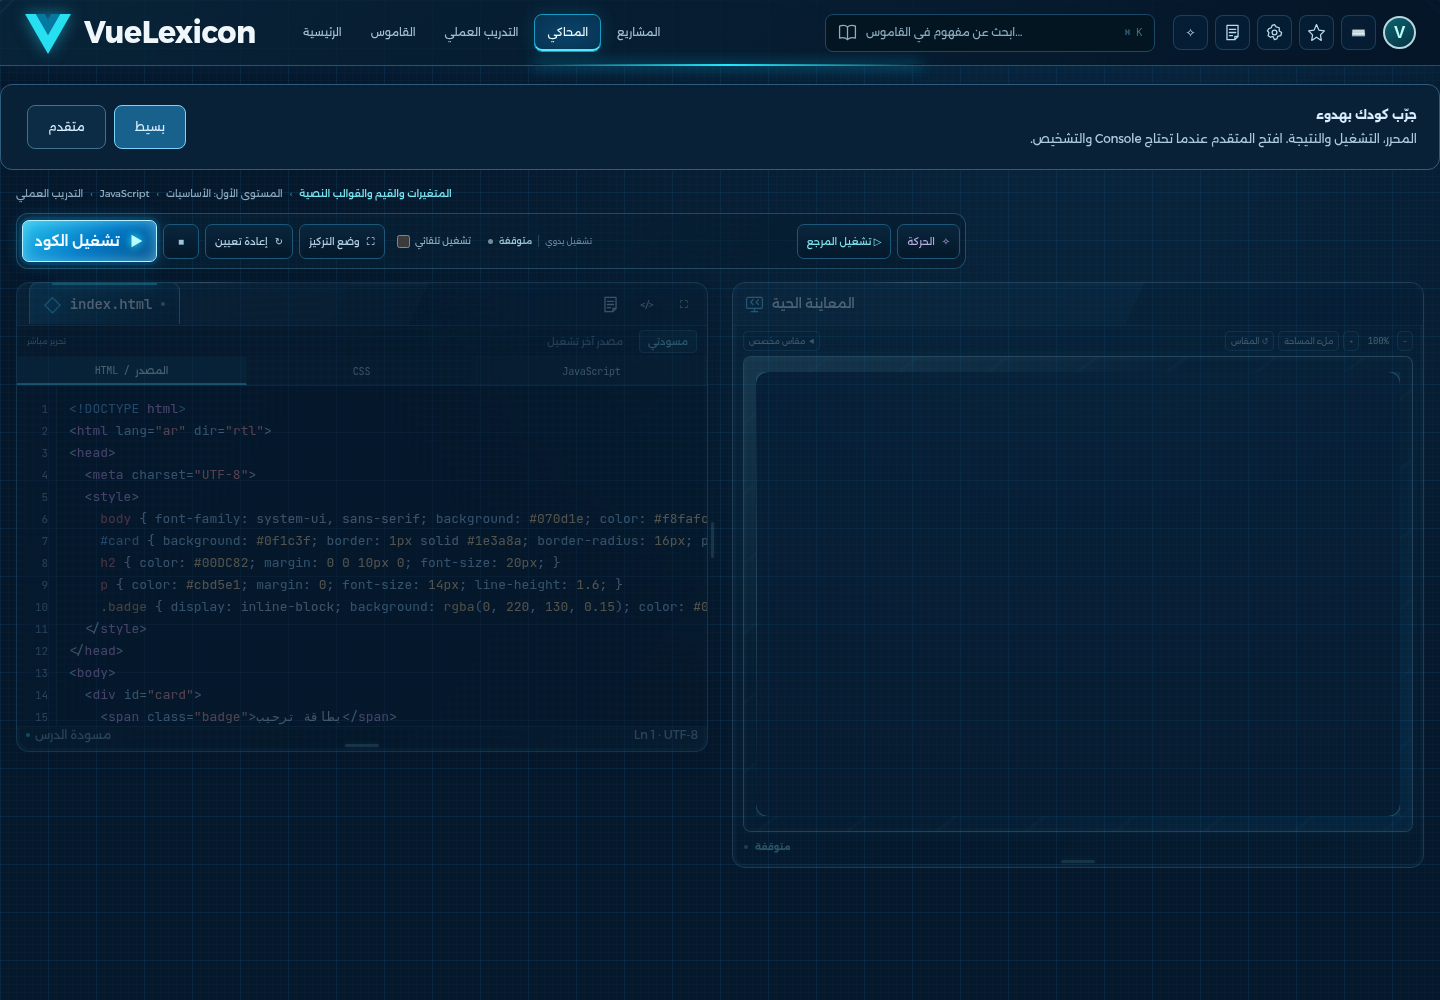 VueLexicon
الرئيسية
القاموس
التدريب العملي
المحاكي
المشاريع
ابحث عن مفهوم في القاموس...
⌘ K
V
جرّب كودك بهدوء
المحرر، التشغيل والنتيجة. افتح المتقدم عندما تحتاج Console والتشخيص.
بسيط
متقدم
التدريب العملي › JavaScript › المستوى الأول: الأساسيات › المتغيرات والقيم والقوالب النصية
تشغيل الكود
إعادة تعيين
وضع التركيز
تشغيل تلقائي
متوقفة
تشغيل يدوي
تشغيل المرجع
الحركة
index.html
</>
تحرير مباشر
مصدر آخر تشغيل
مسودتي
HTML / المصدر
CSS
JavaScript
1 <!DOCTYPE html>
2 <html lang="ar" dir="rtl">
3 <head>
4 <meta charset="UTF-8">
5 <style>
6 body { font-family: system-ui, sans-serif; background: #070d1e; color: #f8fafc
7 #card { background: #0f1c3f; border: 1px solid #1e3a8a; border-radius: 16px; p
8 h2 { color: #00DC82; margin: 0 0 10px 0; font-size: 20px; }
9 p { color: #cbd5e1; margin: 0; font-size: 14px; line-height: 1.6; }
10 .badge { display: inline-block; background: rgba(0, 220, 130, 0.15); color: #0
11 </style>
12 </head>
13 <body>
14 <div id="card">
15 <span class="badge">بطاقة ترحيب</span>
مسودة الدرس
Ln 1 · UTF-8
المعاينة الحية
مقاس مخصص
المقاس
ملء المساحة
+
100%
-
متوقفة